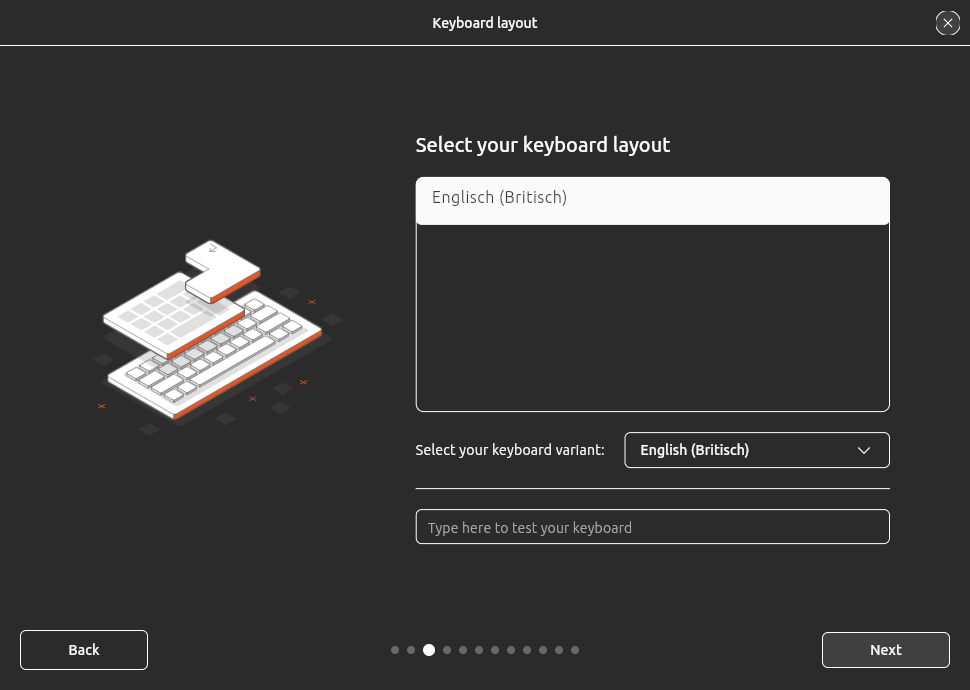 Keyboard layout
Select your keyboard layout
Englisch (Britisch)
Select your keyboard variant:
English (Britisch)
Type here to test your keyboard
Back
Next